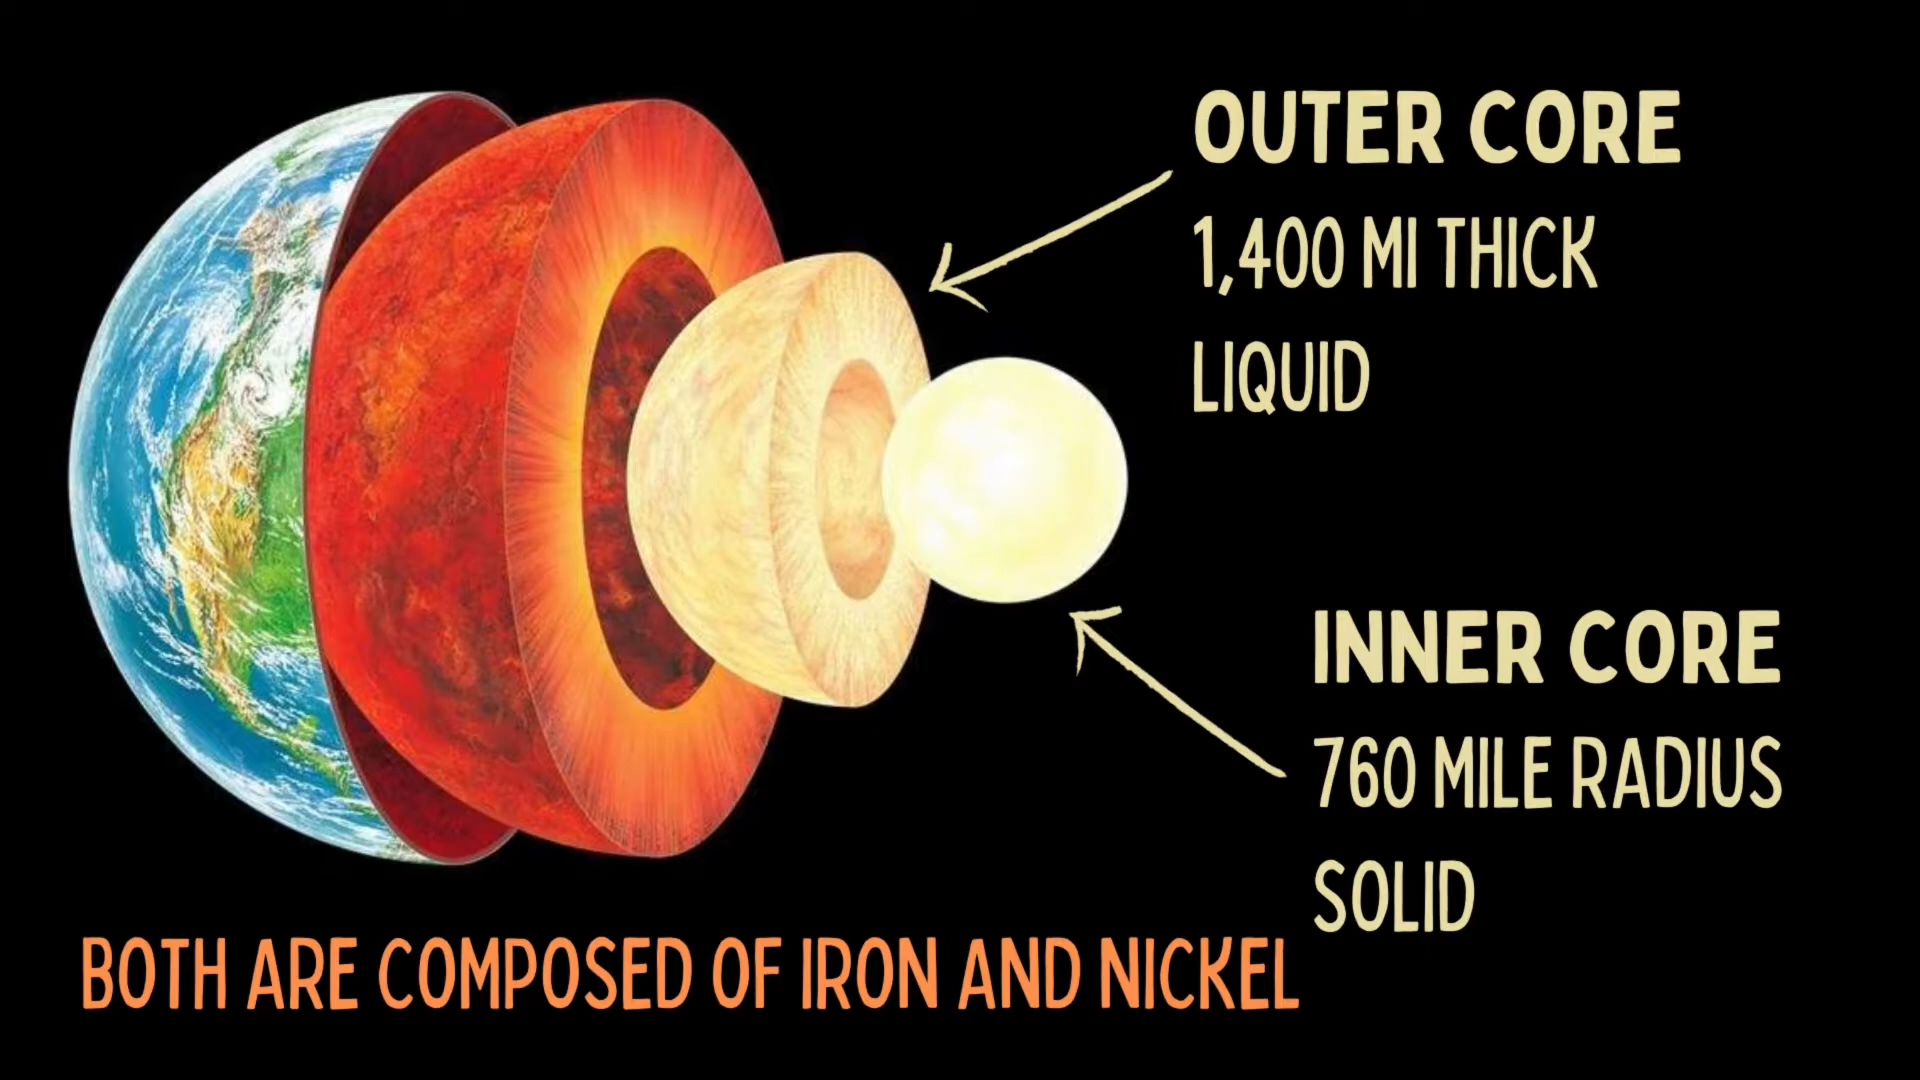 OUTER CORE
1,400 MI THICK
LIQUID
INNER CORE
760 MILE RADIUS
SOLID
BOTH ARE COMPOSED OF IRON AND NICKEL